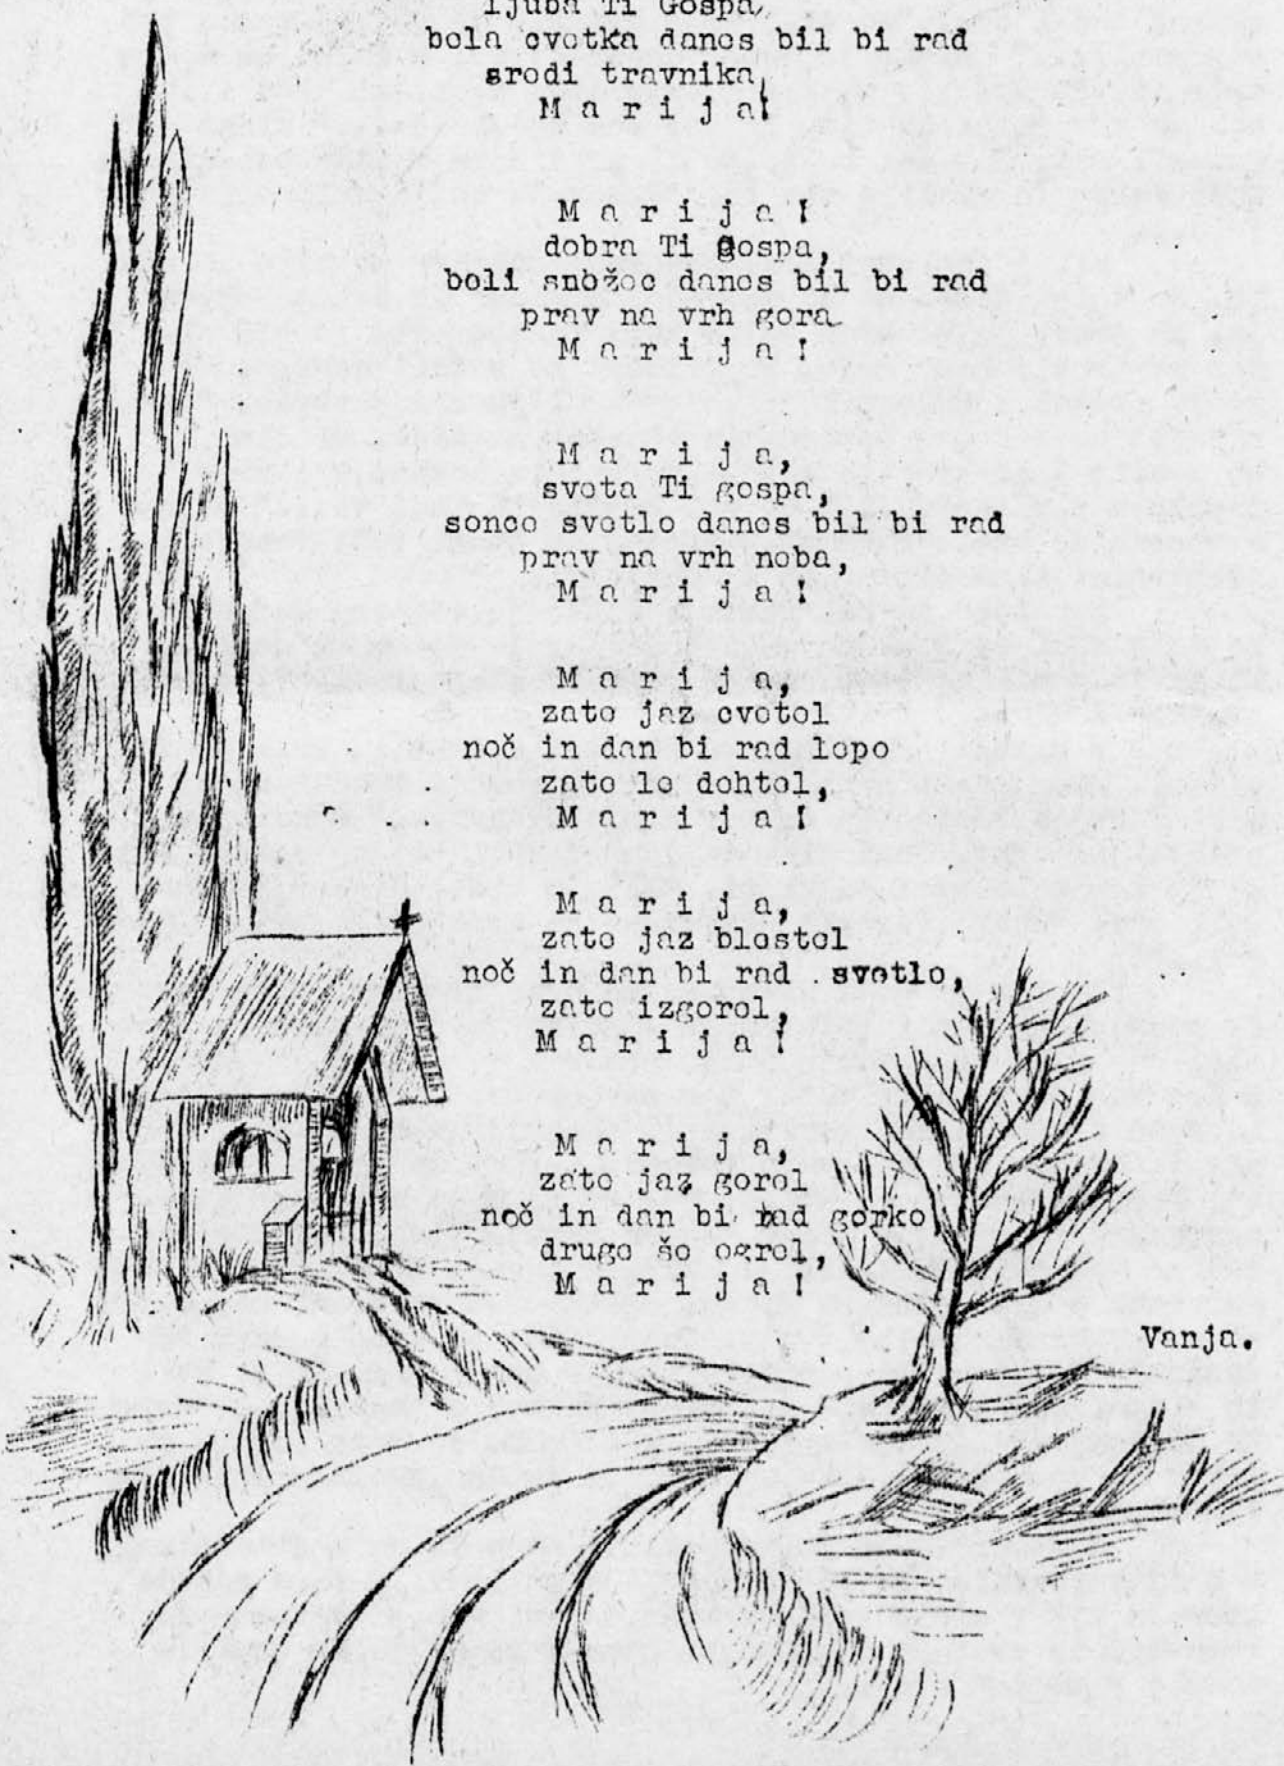 ljuba Ti Gospa,
bela cvetka danes bil bi rad
sredi travnika,
M a r i j a!
M a r i j a !
dobra Ti gospa,
beli snežec danes bil bi rad
prav na vrh gora
M a r i j a !
M a r i j a,
sveta Ti gospa,
sonce svetlo danes bil bi rad
prav na vrh neba,
M a r i j a !
M a r i j a,
zato jaz cvetel
noč in dan bi rad lepo
zato le dehtel,
M a r i j a !
M a r i j a,
zato jaz blestel
noč in dan bi rad svetlo,
zato izgorel,
M a r i j a !
M a r i j a,
zato jaz gorel
noč in dan bi rad gorko
druge še ogrel,
M a r i j a !
Vanja.